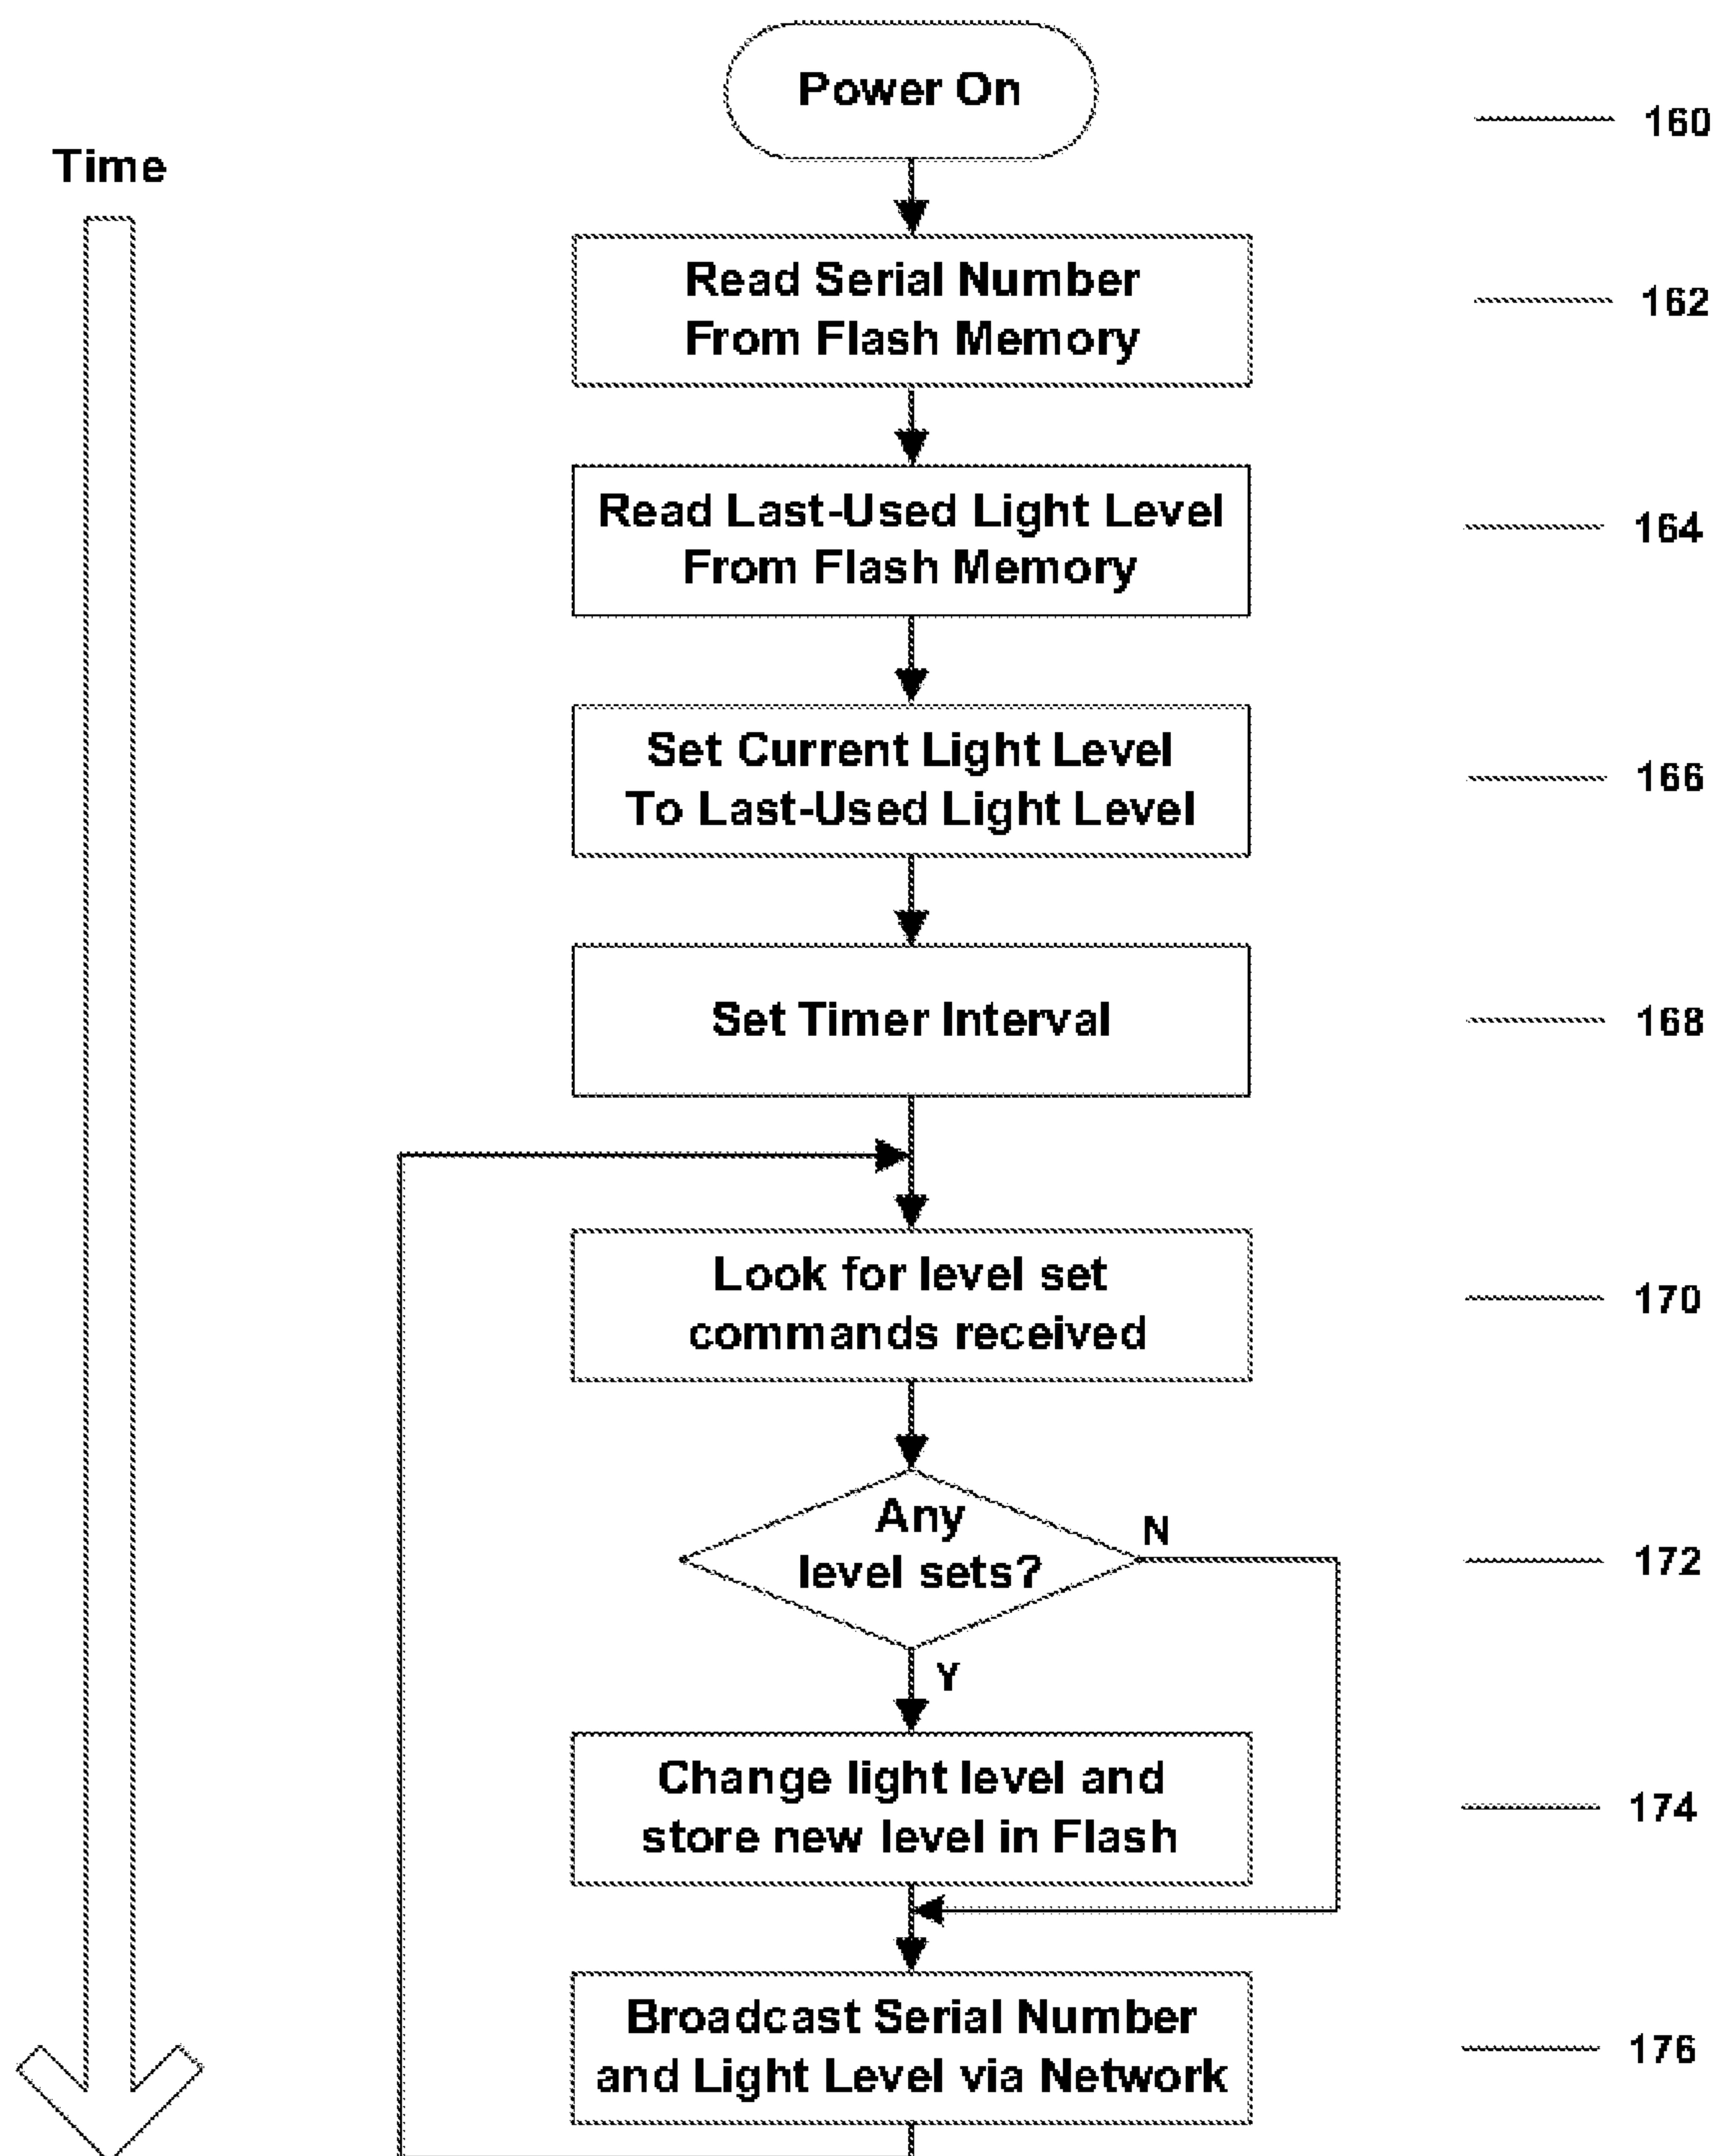 Power On
160
Time
Read Serial Number
From Flash Memory
162
Read Last-Used Light Level
From Flash Memory
164
Set Current Light Level
To Last-Used Light Level
166
Set Timer Interval
168
Look for level set
commands received
170
Any
level sets?
N
172
Y
Change light level and
store new level in Flash
174
Broadcast Serial Number
and Light Level via Network
176